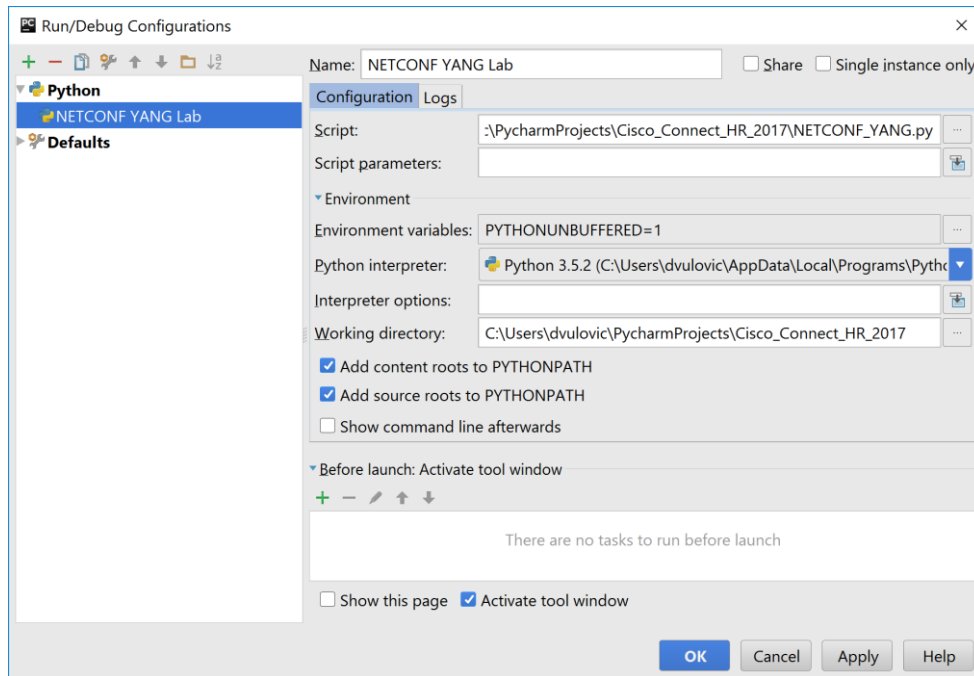 PC Run/Debug Configurations
Name: NETCONF YANG Lab Share Single instance only
Python
NETCONF YANG Lab
Defaults
Configuration Logs
Script: :\PycharmProjects\Cisco_Connect_HR_2017\NETCONF_YANG.py ...
Script parameters:
Environment
Environment variables: PYTHONUNBUFFERED=1 ...
Python interpreter: Python 3.5.2 (C:\Users\dvulovic\AppData\Local\Programs\Pytho
Interpreter options:
Working directory: C:\Users\dvulovic\PycharmProjects\Cisco_Connect_HR_2017 ...
Add content roots to PYTHONPATH
Add source roots to PYTHONPATH
Show command line afterwards
Before launch: Activate tool window
There are no tasks to run before launch
Show this page Activate tool window
OK Cancel Apply Help